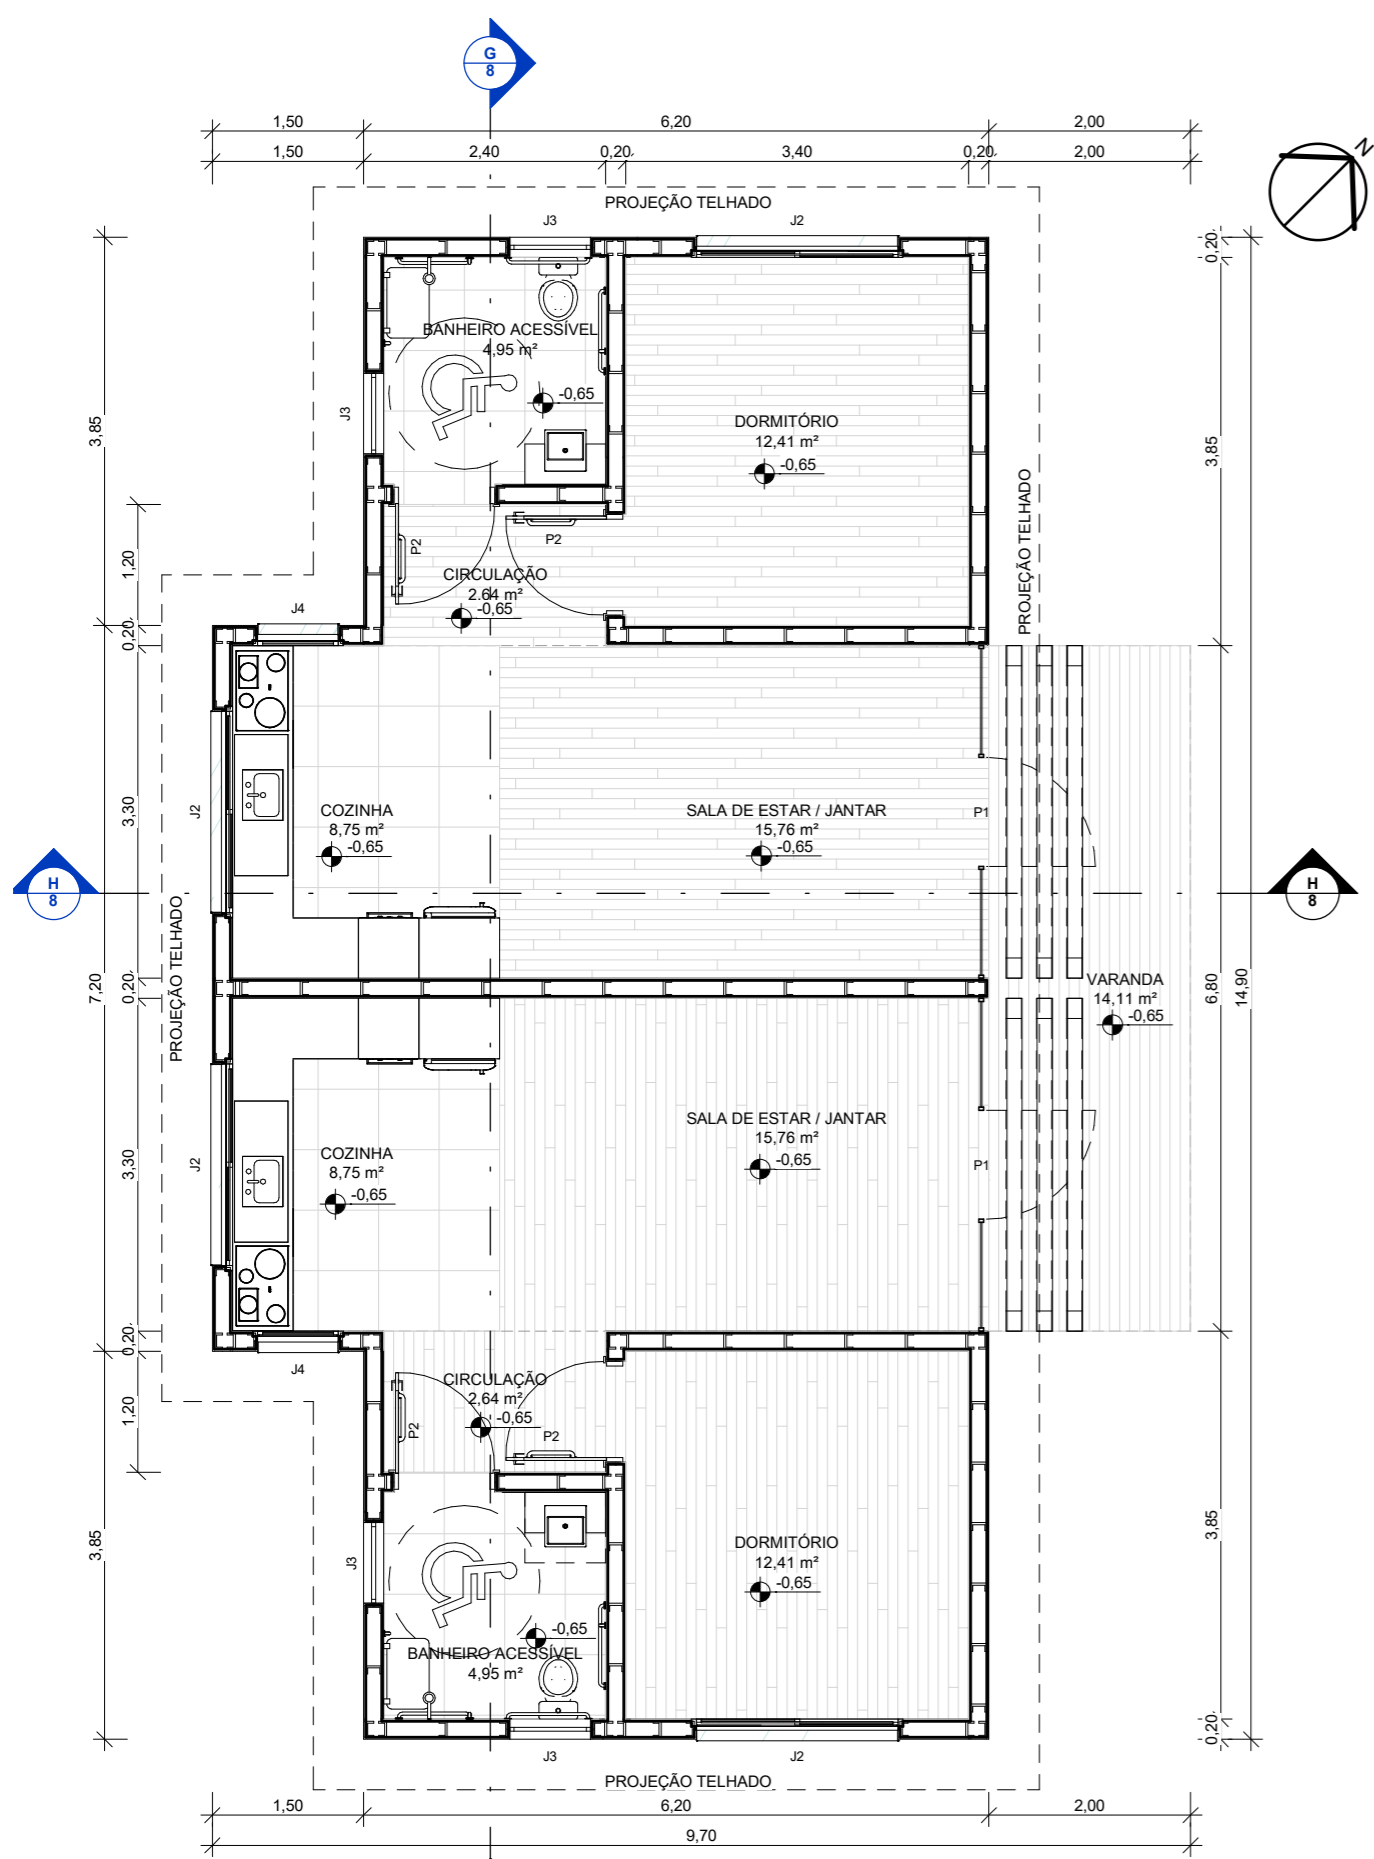 G
8
1,50
6,20
2,00
1,50
2,40
0,20
3,40
0,20
2,00
N
PROJEÇÃO TELHADO
J3
J2
0,20
BANHEIRO ACESSÍVEL
4,95 m²
-0,65
J3
3,85
DORMITÓRIO
12,41 m²
-0,65
3,85
PROJEÇÃO TELHADO
P2
P2
1,20
CIRCULAÇÃO
2.64 m²
-0,65
J4
0,20
J2
3,30
COZINHA
8,75 m²
-0,65
SALA DE ESTAR / JANTAR
15,76 m²
-0,65
P1
H
8
H
8
PROJEÇÃO TELHADO
7,20
0,20
VARANDA
14,11 m²
-0,65
6,80
14,90
SALA DE ESTAR / JANTAR
15,76 m²
-0,65
COZINHA
8,75 m²
-0,65
J2
3,30
P1
0,20
J4
CIRCULAÇÃO
2,64 m²
-0,65
P2
P2
1,20
3,85
J3
DORMITÓRIO
12,41 m²
-0,65
3,85
-0,65
BANHEIRO ACESSÍVEL
4,95 m²
0,20
J3
J2
PROJEÇÃO TELHADO
1,50
6,20
2,00
9,70